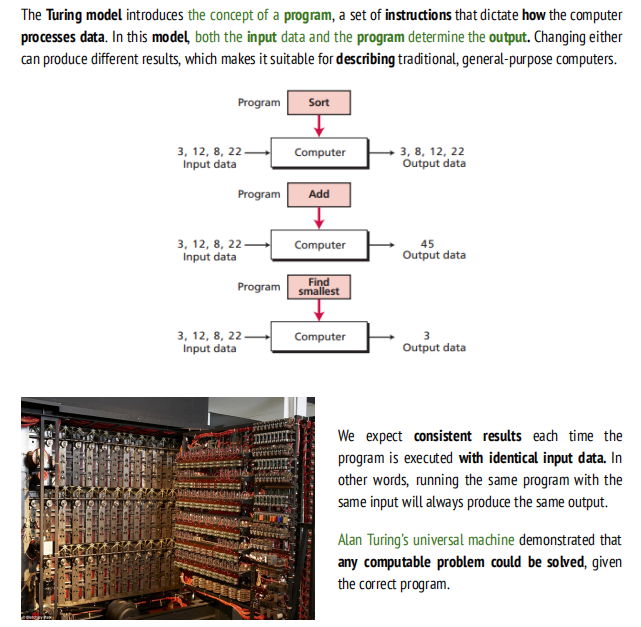 The Turing model introduces the concept of a program, a set of instructions that dictate how the computer
processes data. In this model, both the input data and the program determine the output. Changing either
can produce different results, which makes it suitable for describing traditional, general-purpose computers.
Program Sort
3, 12, 8, 22 Computer 3, 8, 12, 22
Input data Output data
Program Add
3, 12, 8, 22 Computer 45
Input data Output data
Program Find
smallest
3, 12, 8, 22 Computer 3
Input data Output data
We expect consistent results each time the
program is executed with identical input data. In
other words, running the same program with the
same input will always produce the same output.
Alan Turing's universal machine demonstrated that
any computable problem could be solved, given
the correct program.